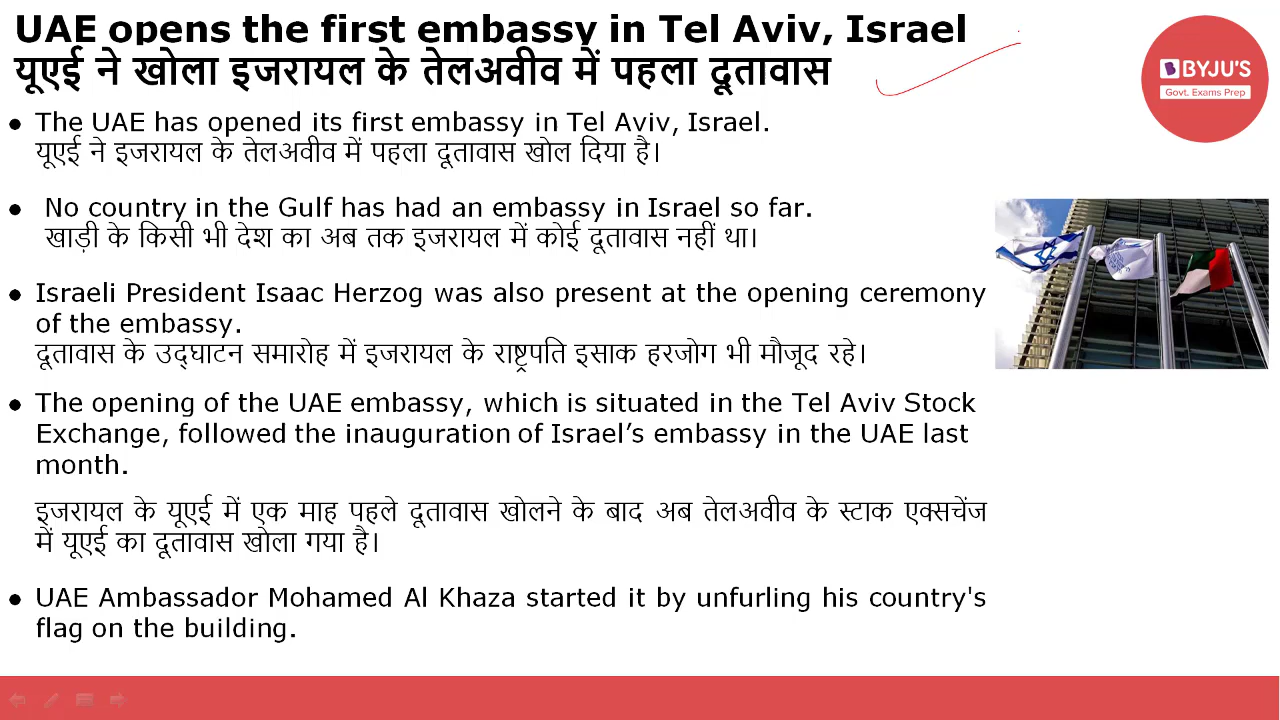 UAE opens the first embassy in Tel Aviv, Israel
यूएई ने खोला इजरायल के तेलअवीव में पहला दूतावास
BYJU'S
Govt. Exams Prep
● The UAE has opened its first embassy in Tel Aviv, Israel.
यूएई ने इजरायल के तेलअवीव में पहला दूतावास खोल दिया है।
● No country in the Gulf has had an embassy in Israel so far.
खाड़ी के किसी भी देश का अब तक इजरायल में कोई दूतावास नहीं था।
● Israeli President Isaac Herzog was also present at the opening ceremony
of the embassy.
दूतावास के उद्घाटन समारोह में इजरायल के राष्ट्रपति इसाक हरजोग भी मौजूद रहे।
● The opening of the UAE embassy, which is situated in the Tel Aviv Stock
Exchange, followed the inauguration of Israel’s embassy in the UAE last
month.
इजरायल के यूएई में एक माह पहले दूतावास खोलने के बाद अब तेलअवीव के स्टाक एक्सचेंज
में यूएई का दूतावास खोला गया है।
● UAE Ambassador Mohamed Al Khaza started it by unfurling his country's
flag on the building.